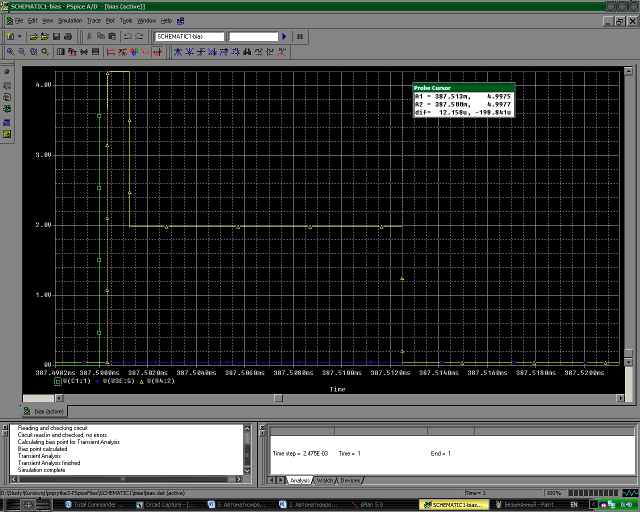 SCHEMATIC1-bias - PSpice A/D - [bias (active)]
File Edit View Simulation Trace Plot Tools Window Help
SCHEMATIC1-bias
Probe Cursor
A1 = 387.513m, 4.9975
A2 = 387.500m, 4.9977
dif= 12.158u, -198.841u
4.0V
3.0V
2.0V
1.0V
0V
387.4982ms 387.5000ms 387.5020ms 387.5040ms 387.5060ms 387.5080ms 387.5100ms 387.5120ms 387.5140ms 387.5160ms 387.5180ms 387.5200ms
V(C1:1) V(U3E:G) V(R4:2)
Time
bias (active)
Reading and checking circuit
Circuit read in and checked, no errors
Calculating bias point for Transient Analysis
Bias point calculated
Transient Analysis
Transient Analysis finished
Simulation complete
Time step = 2.475E-03 Time = 1 End = 1
Analysis Watch Devices
D:\Study\Kursovoj\popytka3-PSpiceFiles\SCHEMATIC1\bias\bias.dat (active) Time= 1 100%
Total Commander ... Orcad Capture - [... 3. Автоматизиро... 2. Автоматизиро... sPlan 5.0 SCHEMATIC1-bias... Безымянный - Paint EN 0:40